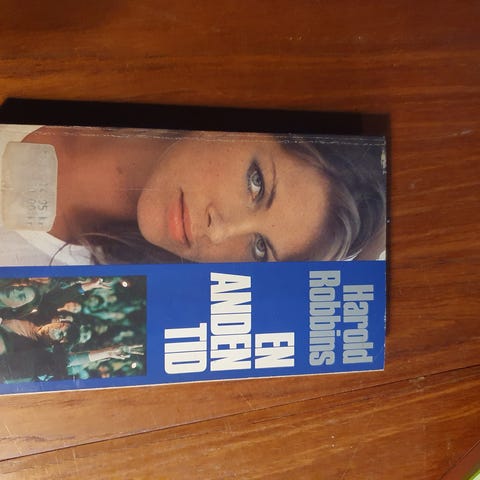 Harold
Robbins
EN
ANDEN
TID